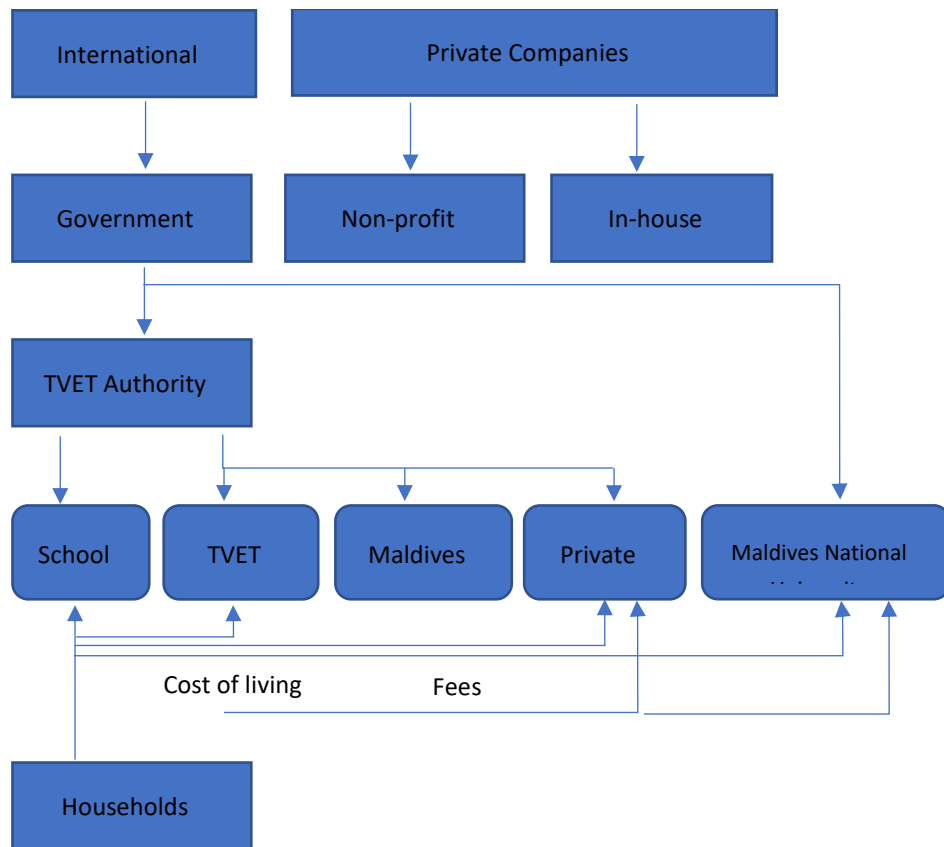 International
Private Companies
Government
Non-profit
In-house
TVET Authority
School
TVET
Maldives
Private
Maldives National
Cost of living
Fees
Households